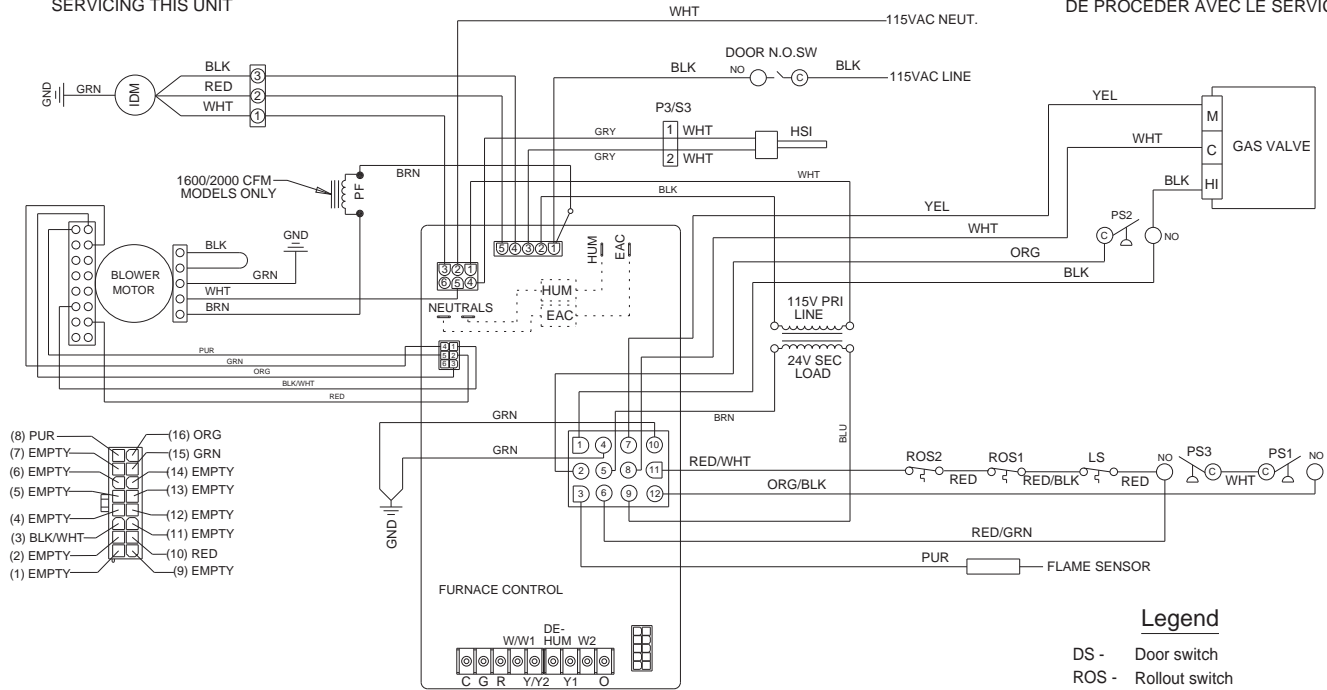 SERVICING THIS UNIT
DE PROCEDER AVEC LE SERVIC
WHT
115VAC NEUT.
DOOR N.O.SW
BLK
NO
C
BLK
115VAC LINE
GND
GRN
IDM
BLK
RED
WHT
3
2
1
P3/S3
GRY
1 WHT
GRY
2 WHT
HSI
YEL
M
WHT
C
GAS VALVE
BLK
HI
1600/2000 CFM
MODELS ONLY
PF
BRN
WHT
BLK
YEL
WHT
PS2
C
NO
ORG
BLK
BLOWER
MOTOR
BLK
GND
GRN
WHT
BRN
5 4 3 2 1
HUM
EAC
3 2 1
6 5 4
NEUTRALS
HUM
EAC
115V PRI
LINE
24V SEC
LOAD
PUR
GRN
ORG
BLK/WHT
RED
4 1
5 2
6 3
BRN
BLU
GRN
GRN
GND
1 4 7 10
2 5 8 11
3 6 9 12
RED/WHT
ROS2
RED
ROS1
RED/BLK
LS
RED
NO
PS3
C
WHT
C
PS1
NO
ORG/BLK
RED/GRN
PUR
FLAME SENSOR
(8) PUR
(7) EMPTY
(6) EMPTY
(5) EMPTY
(4) EMPTY
(3) BLK/WHT
(2) EMPTY
(1) EMPTY
(16) ORG
(15) GRN
(14) EMPTY
(13) EMPTY
(12) EMPTY
(11) EMPTY
(10) RED
(9) EMPTY
FURNACE CONTROL
W/W1
DE-
HUM W2
C G R Y/Y2 Y1 O
Legend
DS - Door switch
ROS - Rollout switch